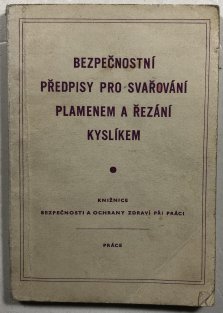 BEZPEČNOSTNÍ
PŘEDPISY PRO SVAŘOVÁNÍ
PLAMENEM A ŘEZÁNÍ
KYSLÍKEM
KNIŽNICE
BEZPEČNOSTI A OCHRANY ZDRAVÍ PŘI PRÁCI
PRÁCE